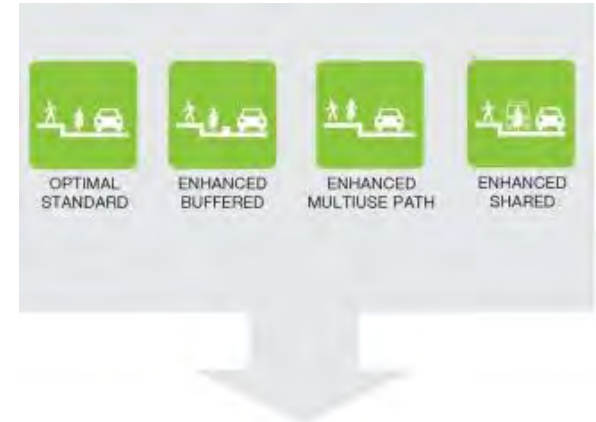 OPTIMAL
STANDARD
ENHANCED
BUFFERED
ENHANCED
MULTIUSE PATH
ENHANCED
SHARED